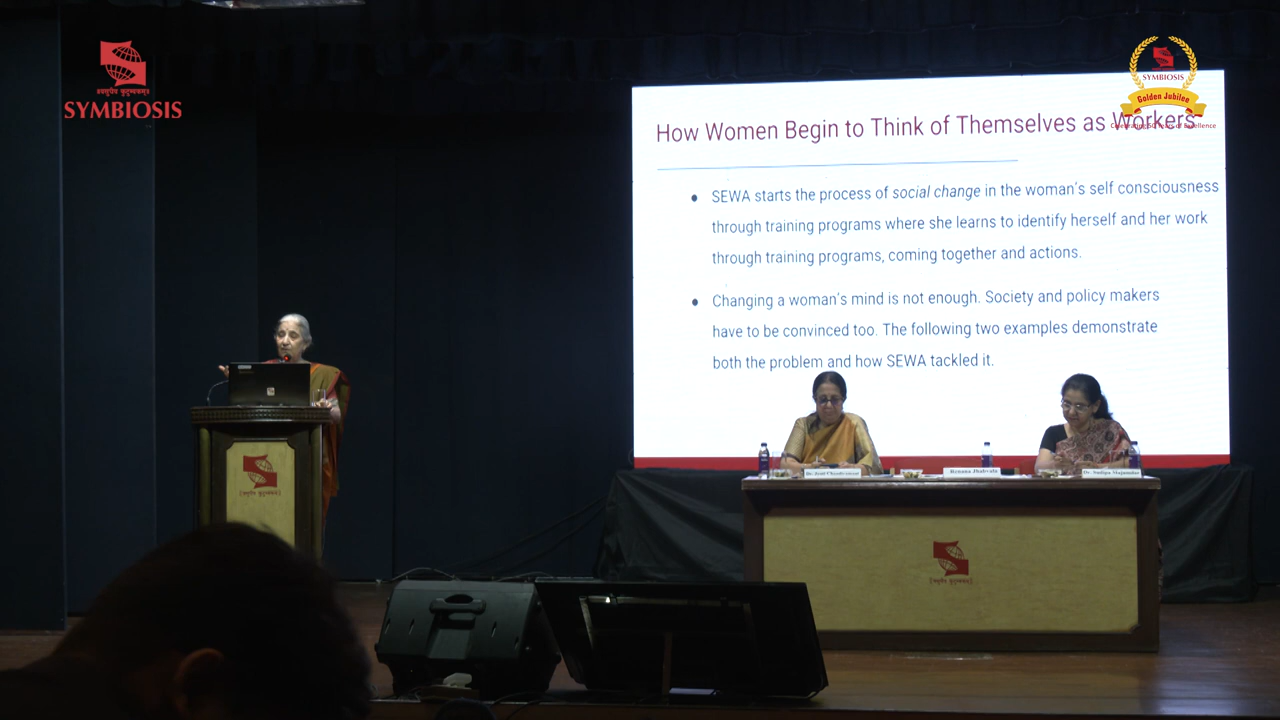 SYMBIOSIS
SYMBIOSIS
Golden Jubilee
How Women Begin to Think of Themselves as Workers
SEWA starts the process of social change in the woman's self consciousness
through training programs where she learns to identify herself and her work
through training programs, coming together and actions.
Changing a woman's mind is not enough. Society and policy makers
have to be convinced too. The following two examples demonstrate
both the problem and how SEWA tackled it.
Renana Jhabvala